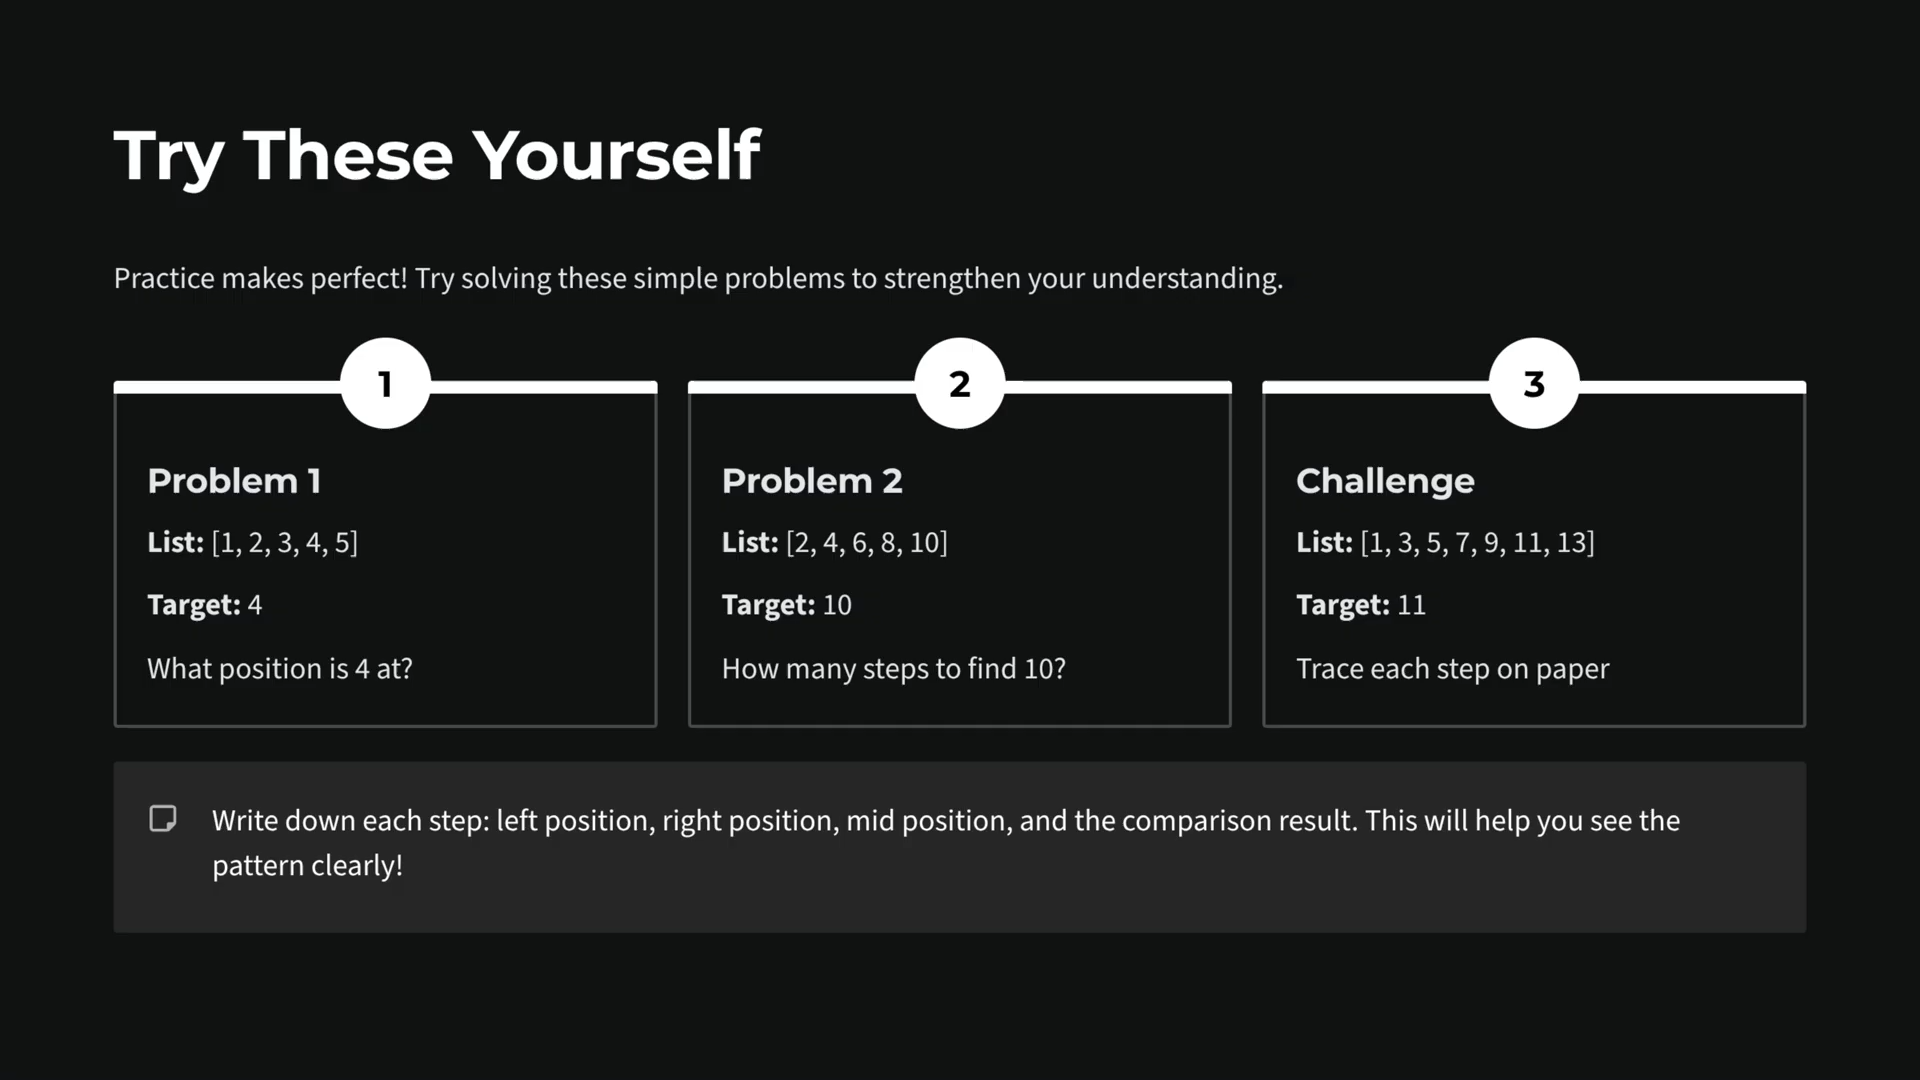 Try These Yourself
Practice makes perfect! Try solving these simple problems to strengthen your understanding.
1
Problem 1
List: [1, 2, 3, 4, 5]
Target: 4
What position is 4 at?
2
Problem 2
List: [2, 4, 6, 8, 10]
Target: 10
How many steps to find 10?
3
Challenge
List: [1, 3, 5, 7, 9, 11, 13]
Target: 11
Trace each step on paper
Write down each step: left position, right position, mid position, and the comparison result. This will help you see the
pattern clearly!